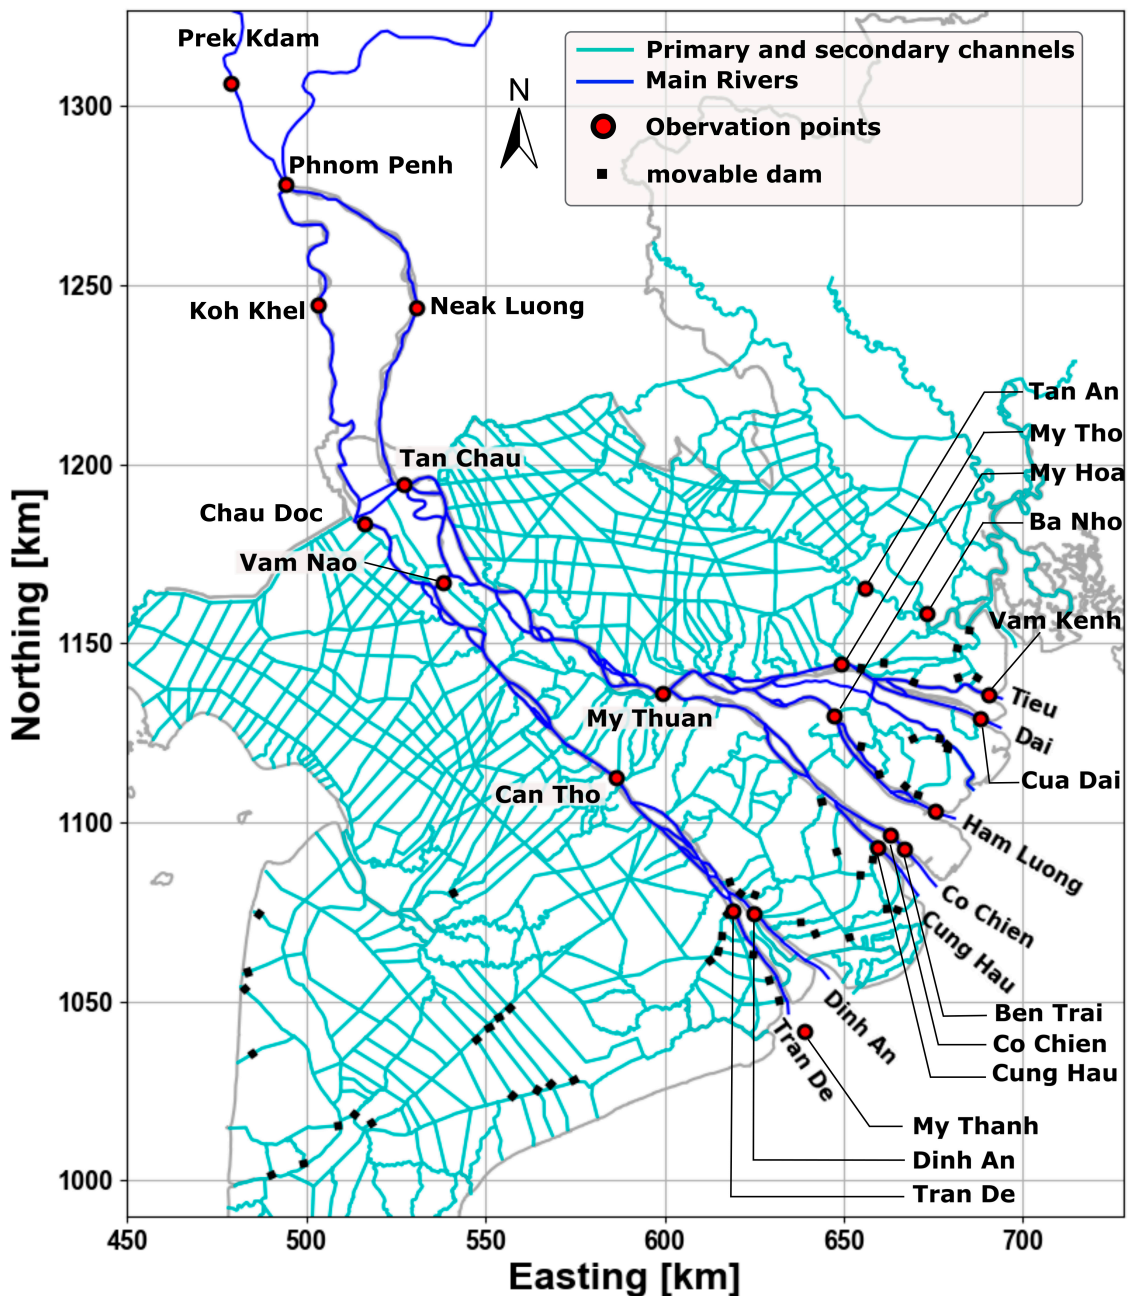 Prek Kdam
Primary and secondary channels
Main Rivers
Obervation points
movable dam
N
Phnom Penh
Koh Khel
Neak Luong
Tan An
My Tho
My Hoa
Ba Nho
Tan Chau
Chau Doc
Vam Nao
Vam Kenh
Tieu
Dai
My Thuan
Cua Dai
Can Tho
Ham Luong
Co Chien
Cung Hau
Dinh An
Tran De
Ben Trai
Co Chien
Cung Hau
My Thanh
Dinh An
Tran De
1300
1250
1200
1150
1100
1050
1000
Northing [km]
450 500 550 600 650 700
Easting [km]